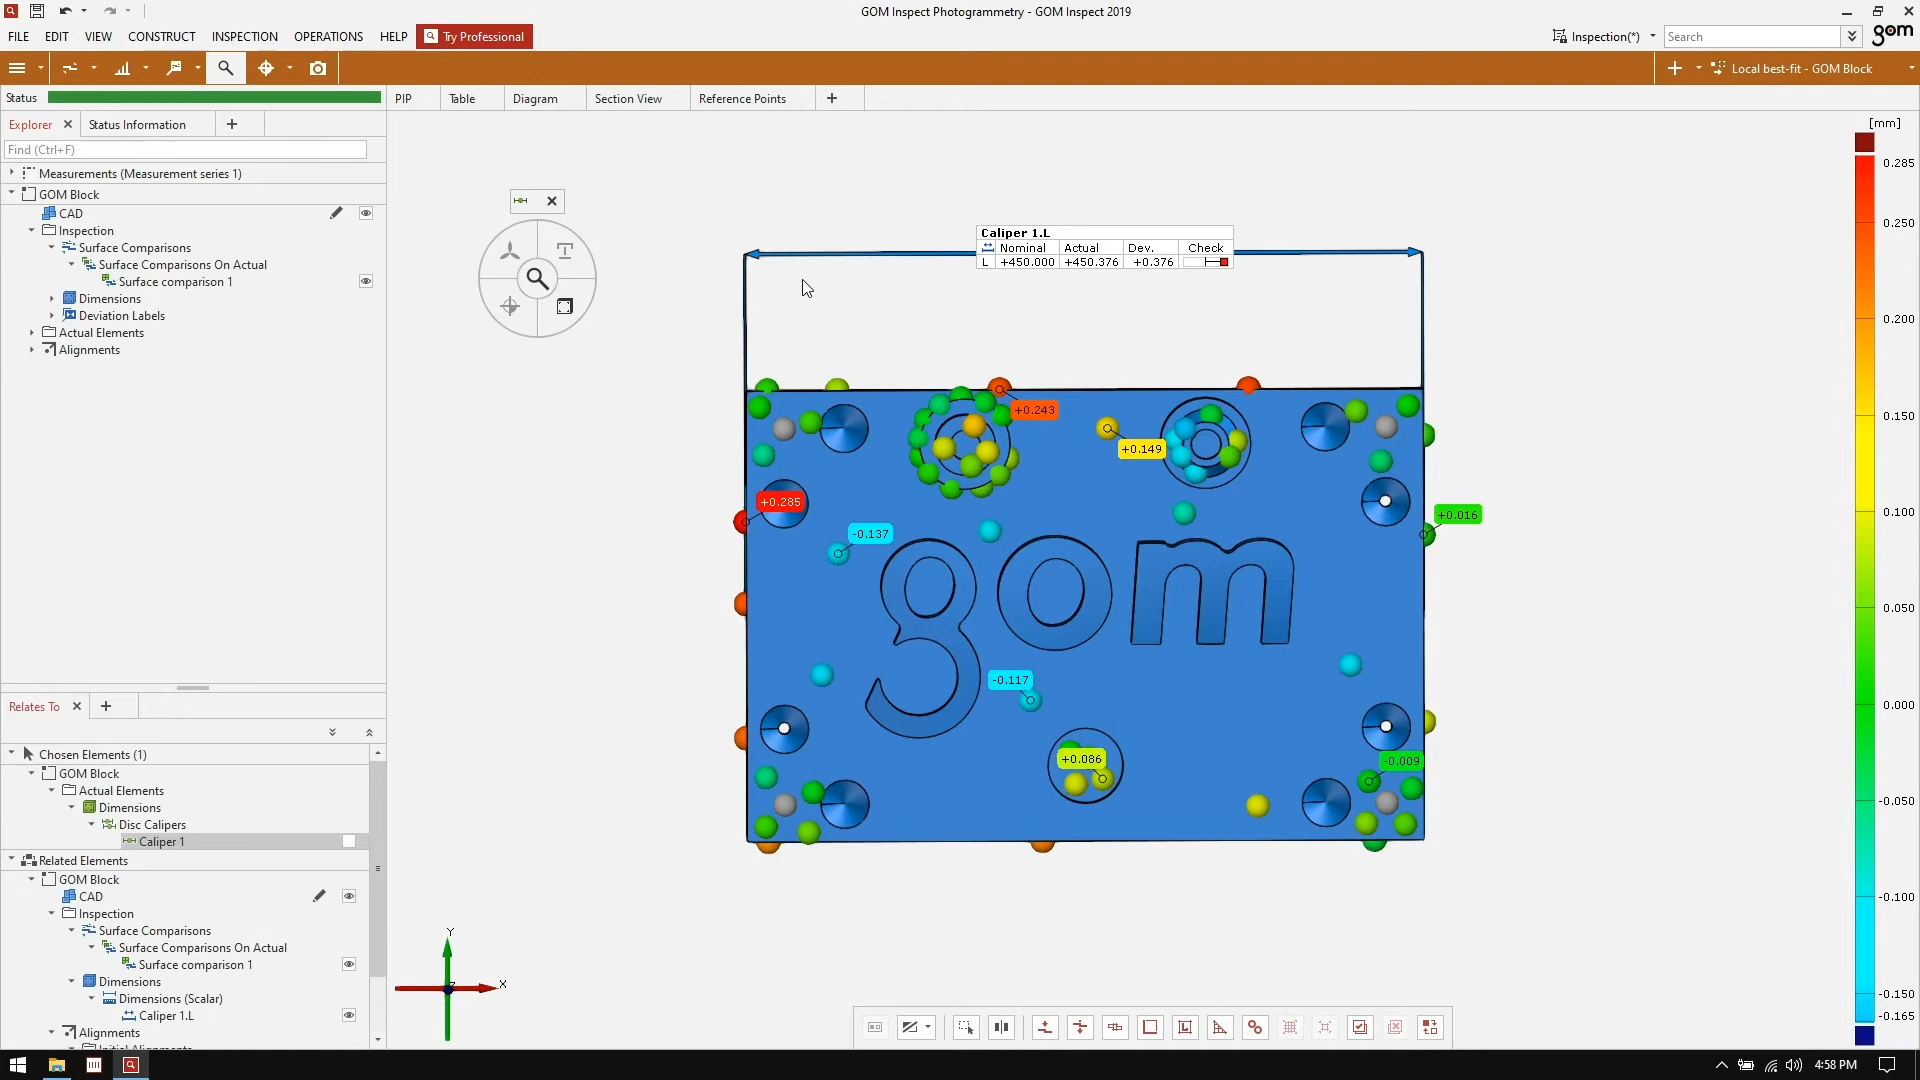 GOM Inspect Photogrammetry - GOM Inspect 2019
FILE EDIT VIEW CONSTRUCT INSPECTION OPERATIONS HELP Try Professional
Inspection(*) Search gom
Local best-fit - GOM Block
Status
PIP Table Diagram Section View Reference Points
Explorer Status Information
Find (Ctrl+F)
Measurements (Measurement series 1)
GOM Block
CAD
Inspection
Surface Comparisons
Surface Comparisons On Actual
Surface comparison 1
Dimensions
Deviation Labels
Actual Elements
Alignments
Relates To
Chosen Elements (1)
GOM Block
Actual Elements
Dimensions
Disc Calipers
Caliper 1
Related Elements
GOM Block
CAD
Inspection
Surface Comparisons
Surface Comparisons On Actual
Surface comparison 1
Dimensions
Dimensions (Scalar)
Caliper 1.L
Alignments
Initial Alignments
Caliper 1.L
Nominal Actual Dev. Check
L +450.000 +450.376 +0.376
+0.243
+0.149
+0.285
-0.137
+0.016
gom
-0.117
+0.086
-0.009
Y
X
[mm]
0.285
0.250
0.200
0.150
0.100
0.050
0.000
-0.050
-0.100
-0.150
-0.165
4:58 PM